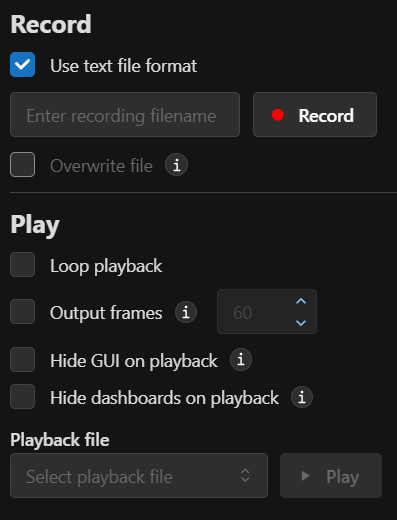 Record
Use text file format
Enter recording filename
Record
Overwrite file i
Play
Loop playback
Output frames i 60
Hide GUI on playback i
Hide dashboards on playback i
Playback file
Select playback file
Play